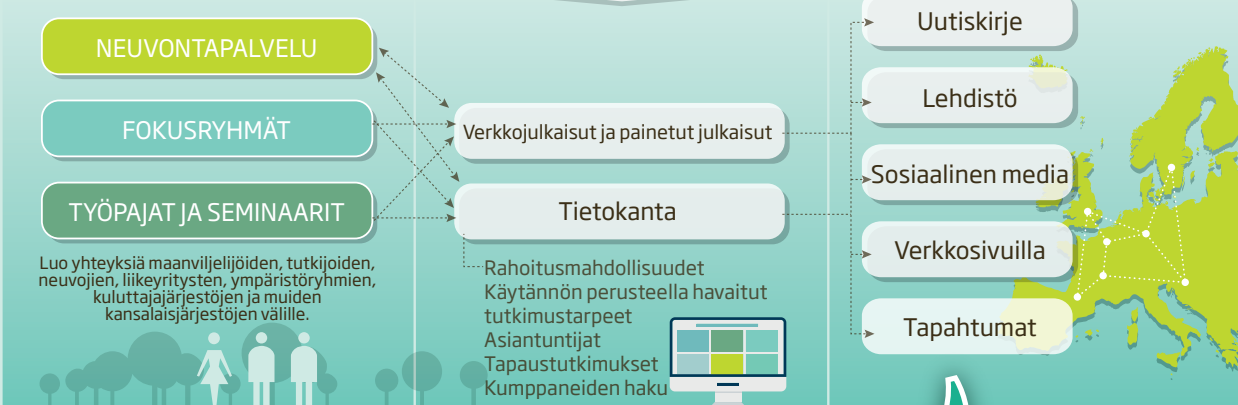 NEUVONTAPALVELU
FOKUSRYHMÄT
TYÖPAJAT JA SEMINAARIT
Luo yhteyksiä maanviljelijöiden, tutkijoiden,
neuvojien, liikeyritysten, ympäristöryhmien,
kuluttajajärjestöjen ja muiden
kansalaisjärjestöjen välille.
Verkkojulkaisut ja painetut julkaisut
Tietokanta
Rahoitusmahdollisuudet
Käytännön perusteella havaitut
tutkimustarpeet
Asiantuntijat
Tapaustutkimukset
Kumppaneiden haku
Uutiskirje
Lehdistö
Sosiaalinen media
Verkkosivuilla
Tapahtumat